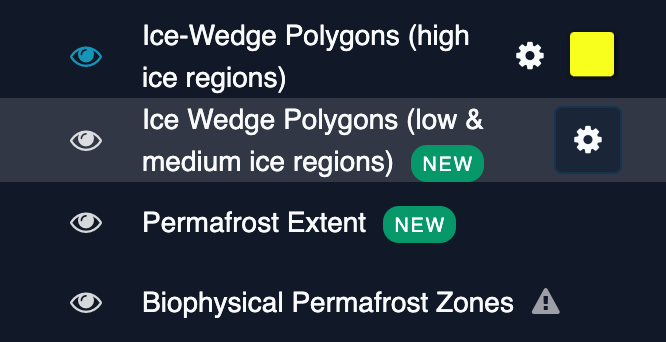 Ice-Wedge Polygons (high
ice regions)
Ice Wedge Polygons (low &
medium ice regions) NEW
Permafrost Extent NEW
Biophysical Permafrost Zones